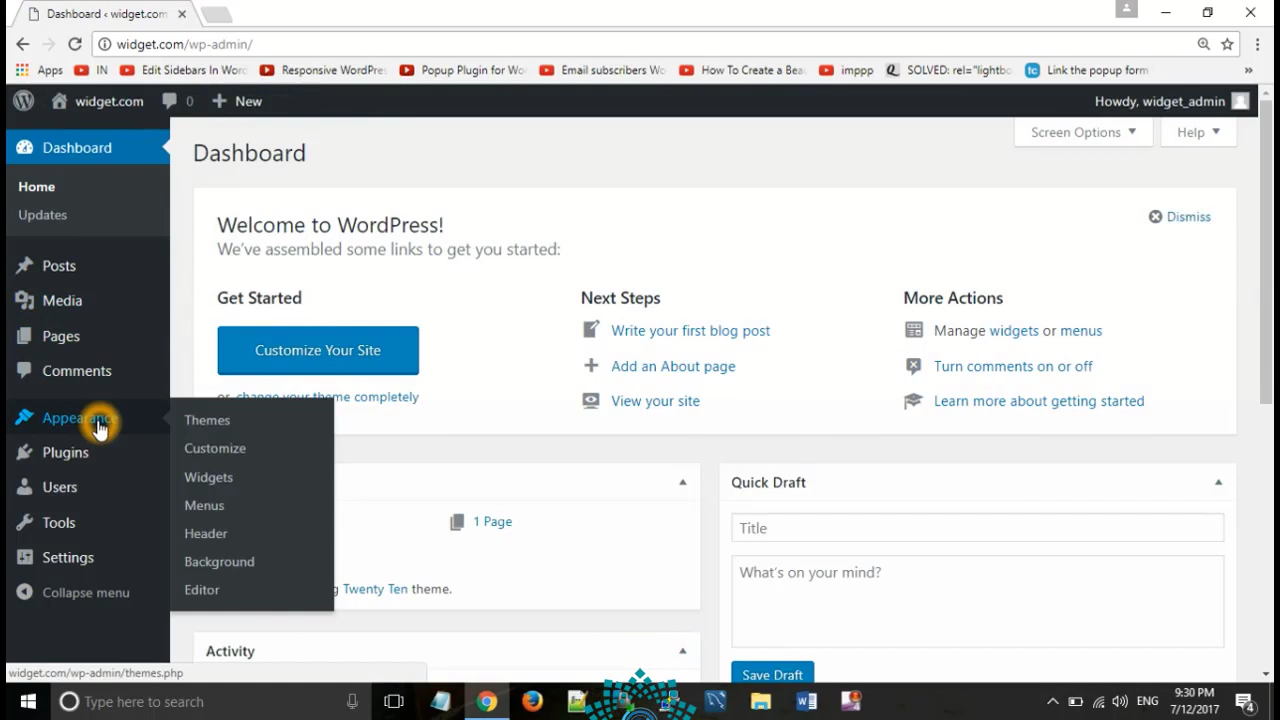 Dashboard ‹ widget.com
widget.com/wp-admin/
Apps IN Edit Sidebars In Word Responsive WordPre Popup Plugin for Wo Email subscribers Wo How To Create a Bea imppp SOLVED: rel="lightbo Link the popup form »
widget.com 0 New Howdy, widget_admin
Dashboard
Home
Updates
Posts
Media
Pages
Comments
Appearance
Plugins
Users
Tools
Settings
Collapse menu
Themes
Customize
Widgets
Menus
Header
Background
Editor
Screen Options Help
Dashboard
Welcome to WordPress!
Dismiss
We've assembled some links to get you started:
Get Started
Customize Your Site
or, change your theme completely
Next Steps
Write your first blog post
Add an About page
View your site
More Actions
Manage widgets or menus
Turn comments on or off
Learn more about getting started
1 Page
Twenty Ten theme.
Activity
Quick Draft
Title
What's on your mind?
Save Draft
widget.com/wp-admin/themes.php
Type here to search
ENG
9:30 PM
7/12/2017
4